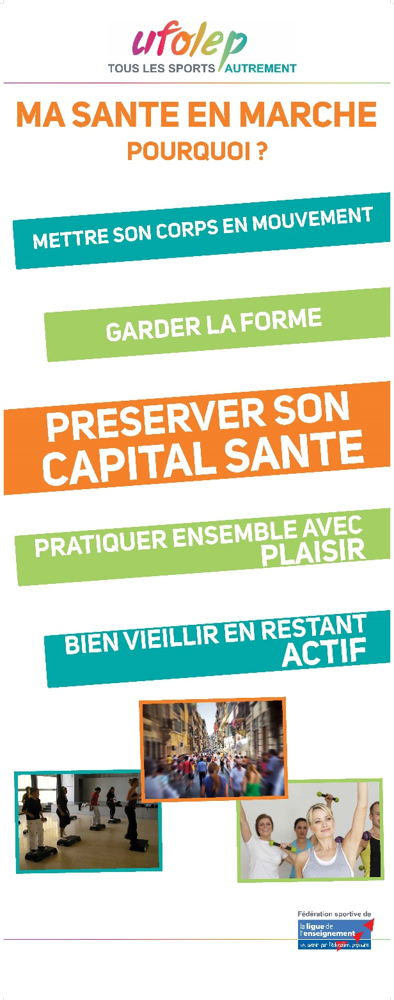 ufolep
TOUS LES SPORTS AUTREMENT
MA SANTE EN MARCHE
POURQUOI ?
METTRE SON CORPS EN MOUVEMENT
GARDER LA FORME
PRESERVER SON
CAPITAL SANTE
PRATIQUER ENSEMBLE AVEC
PLAISIR
BIEN VIEILLIR EN RESTANT
ACTIF
Fédération sportive de
la ligue de
l'enseignement
un avenir par l'éducation populaire